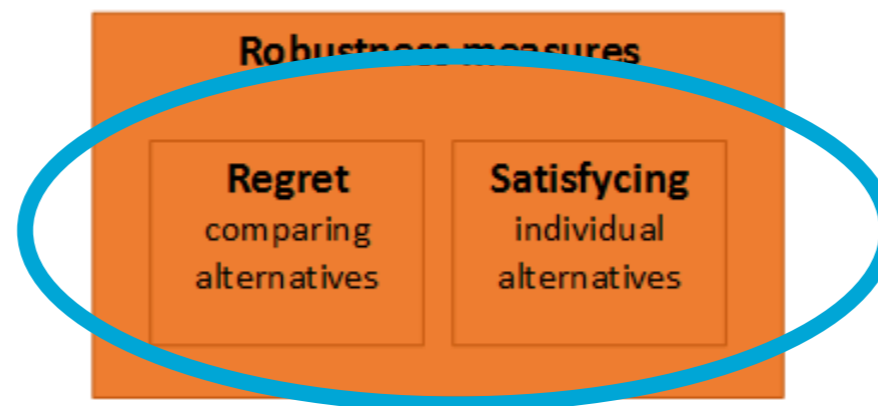 Robustness measures
Regret
comparing
alternatives
Satisfycing
individual
alternatives